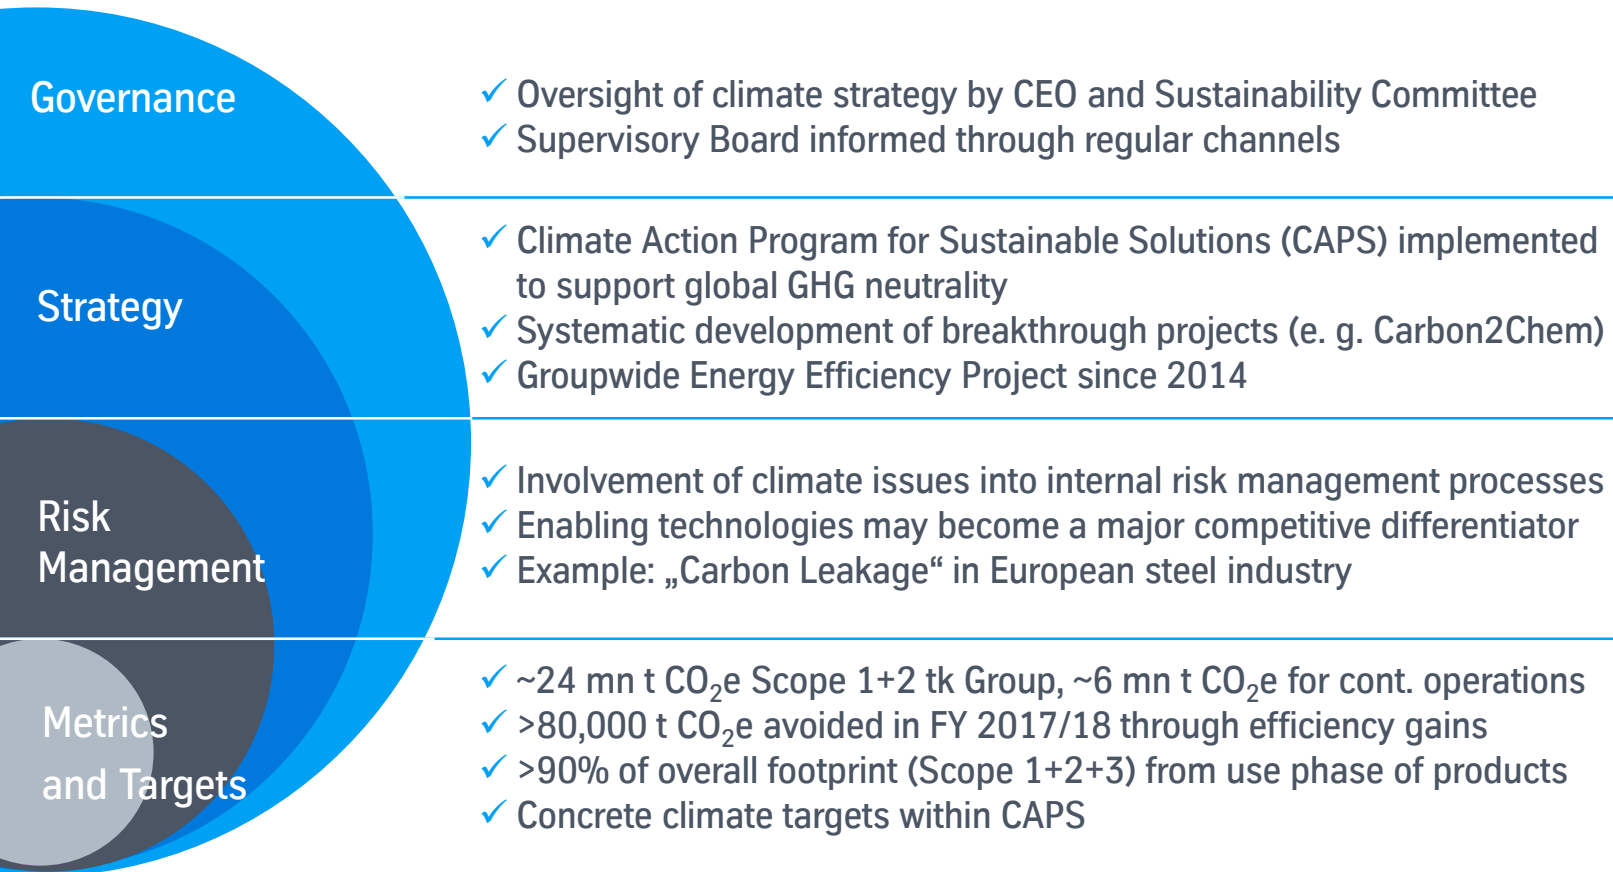 Governance
✓ Oversight of climate strategy by CEO and Sustainability Committee
✓ Supervisory Board informed through regular channels
Strategy
✓ Climate Action Program for Sustainable Solutions (CAPS) implemented
to support global GHG neutrality
✓ Systematic development of breakthrough projects (e. g. Carbon2Chem)
✓ Groupwide Energy Efficiency Project since 2014
Risk
Management
✓ Involvement of climate issues into internal risk management processes
✓ Enabling technologies may become a major competitive differentiator
✓ Example: „Carbon Leakage“ in European steel industry
Metrics
and Targets
✓ ~24 mn t CO₂e Scope 1+2 tk Group, ~6 mn t CO₂e for cont. operations
✓ >80,000 t CO₂e avoided in FY 2017/18 through efficiency gains
✓ >90% of overall footprint (Scope 1+2+3) from use phase of products
✓ Concrete climate targets within CAPS